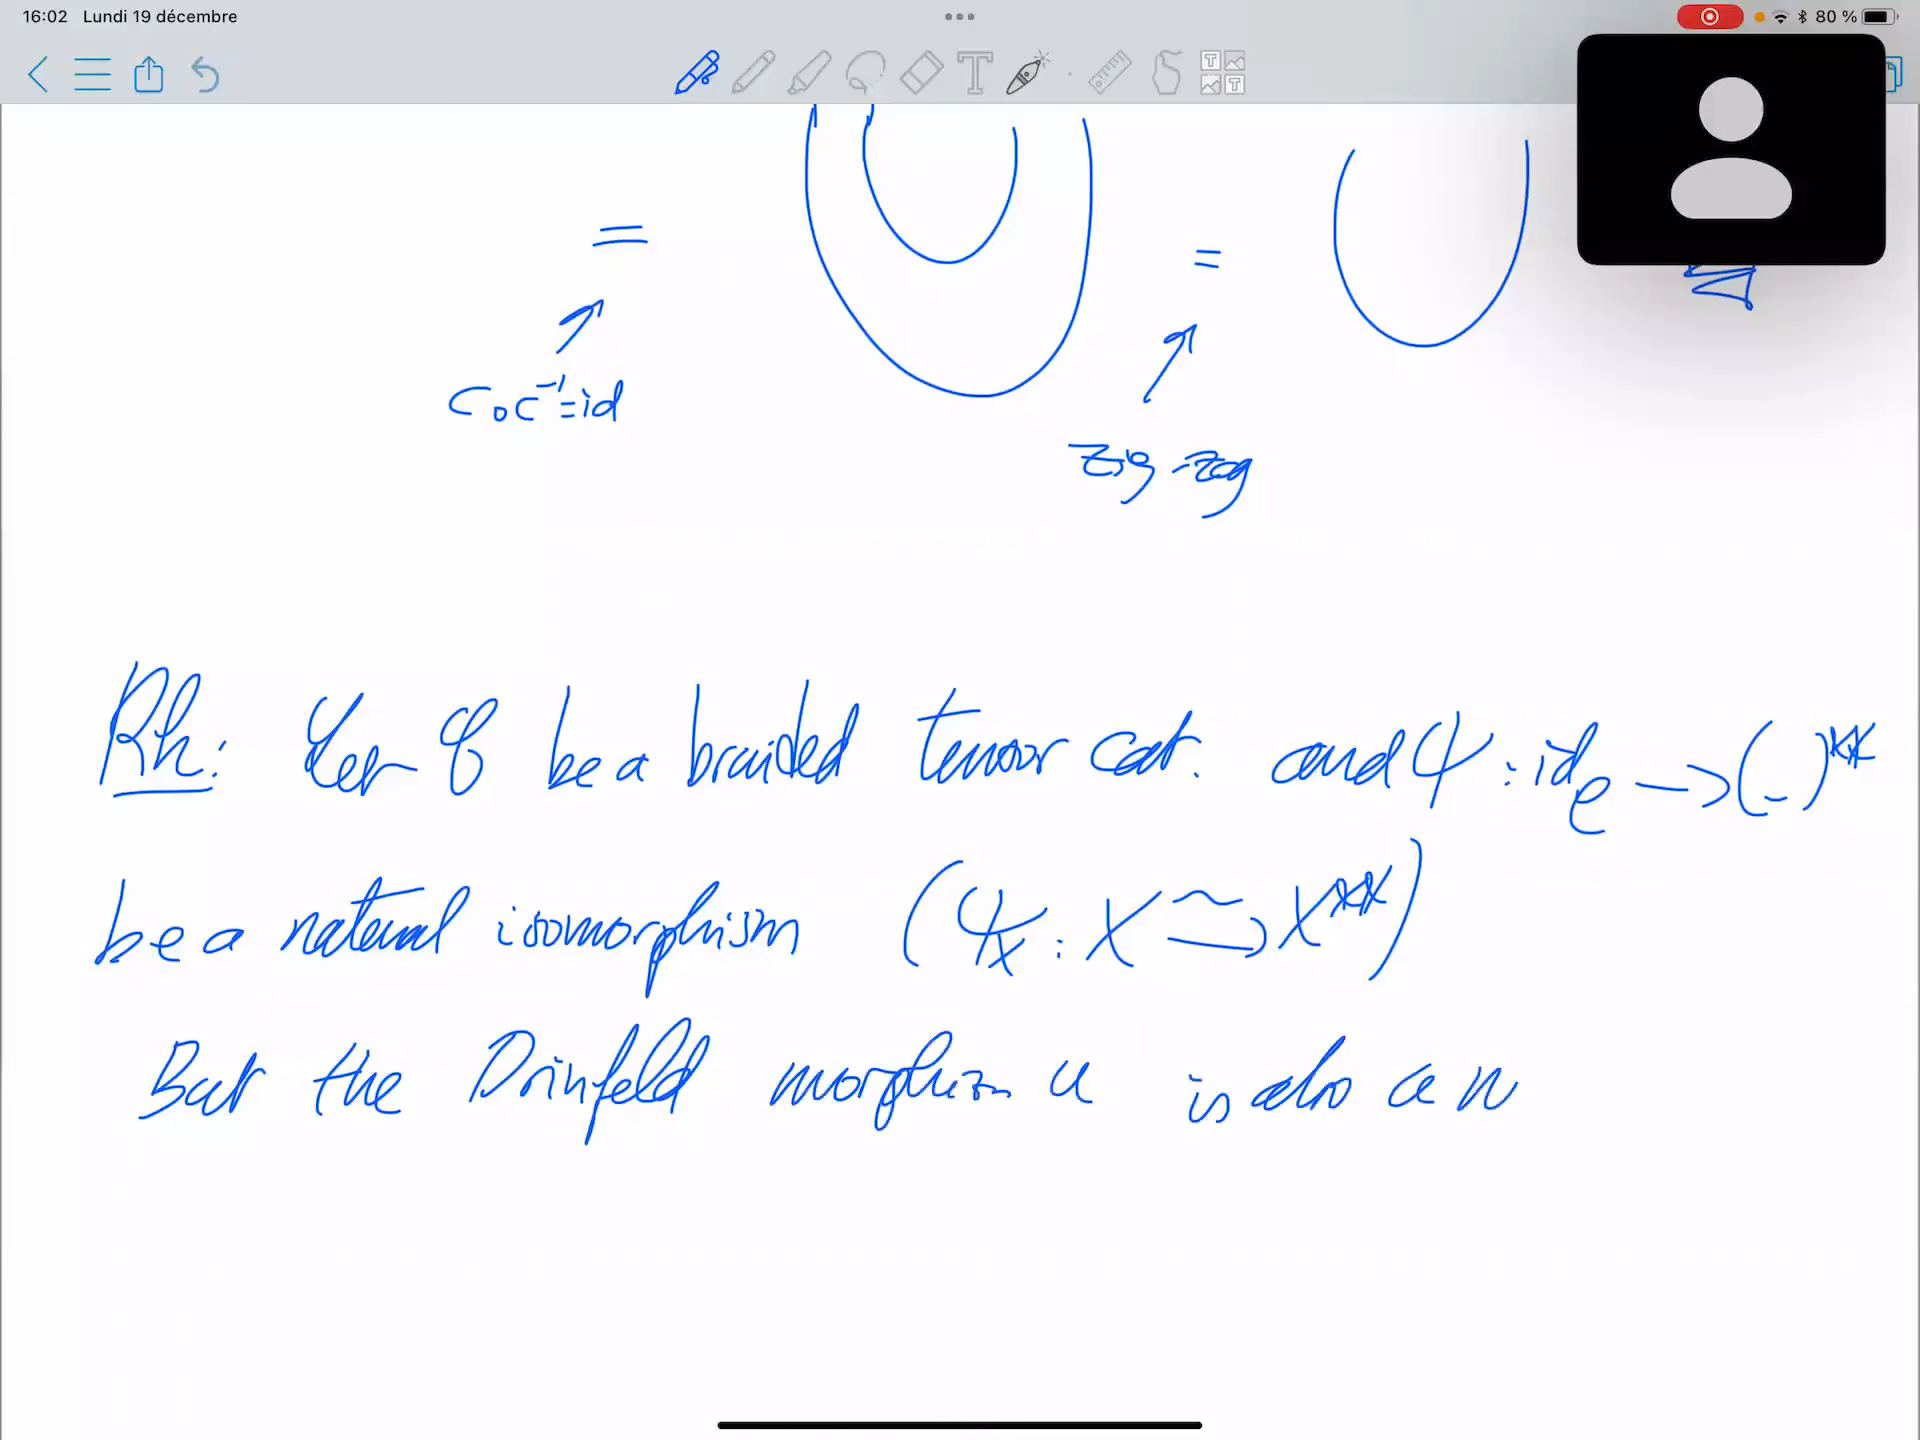 16:02 Lundi 19 décembre
80 %
=
=
C∘C⁻¹=id
Zig-zag
Rk: Let 𝒞 be a braided tensor cat. and ψ : id_𝒞 → (-)**
be a natural isomorphism (ψ_X : X ⥲ X**)
But the Drinfeld morphism u is also a n